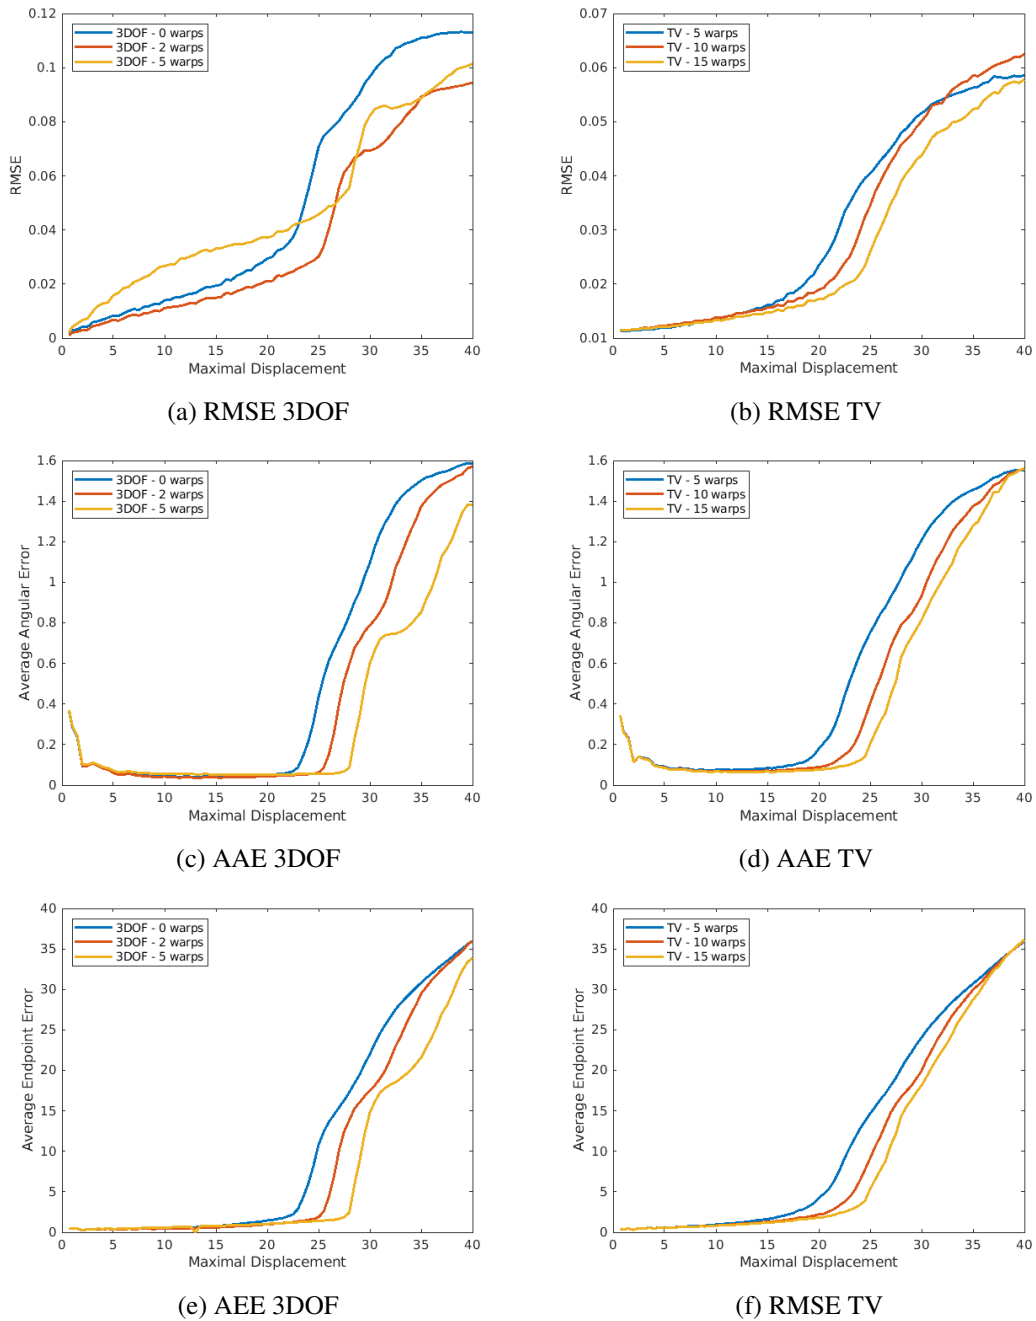 0.12
0.1
0.08
0.06
0.04
0.02
0
RMSE
3DOF - 0 warps
3DOF - 2 warps
3DOF - 5 warps
0 5 10 15 20 25 30 35 40
Maximal Displacement
(a) RMSE 3DOF
0.07
0.06
0.05
0.04
0.03
0.02
0.01
RMSE
TV - 5 warps
TV - 10 warps
TV - 15 warps
0 5 10 15 20 25 30 35 40
Maximal Displacement
(b) RMSE TV
1.6
1.4
1.2
1
0.8
0.6
0.4
0.2
0
Average Angular Error
3DOF - 0 warps
3DOF - 2 warps
3DOF - 5 warps
0 5 10 15 20 25 30 35 40
Maximal Displacement
(c) AAE 3DOF
1.6
1.4
1.2
1
0.8
0.6
0.4
0.2
0
Average Angular Error
TV - 5 warps
TV - 10 warps
TV - 15 warps
0 5 10 15 20 25 30 35 40
Maximal Displacement
(d) AAE TV
40
35
30
25
20
15
10
5
0
Average Endpoint Error
3DOF - 0 warps
3DOF - 2 warps
3DOF - 5 warps
0 5 10 15 20 25 30 35 40
Maximal Displacement
(e) AEE 3DOF
40
35
30
25
20
15
10
5
0
Average Endpoint Error
TV - 5 warps
TV - 10 warps
TV - 15 warps
0 5 10 15 20 25 30 35 40
Maximal Displacement
(f) RMSE TV